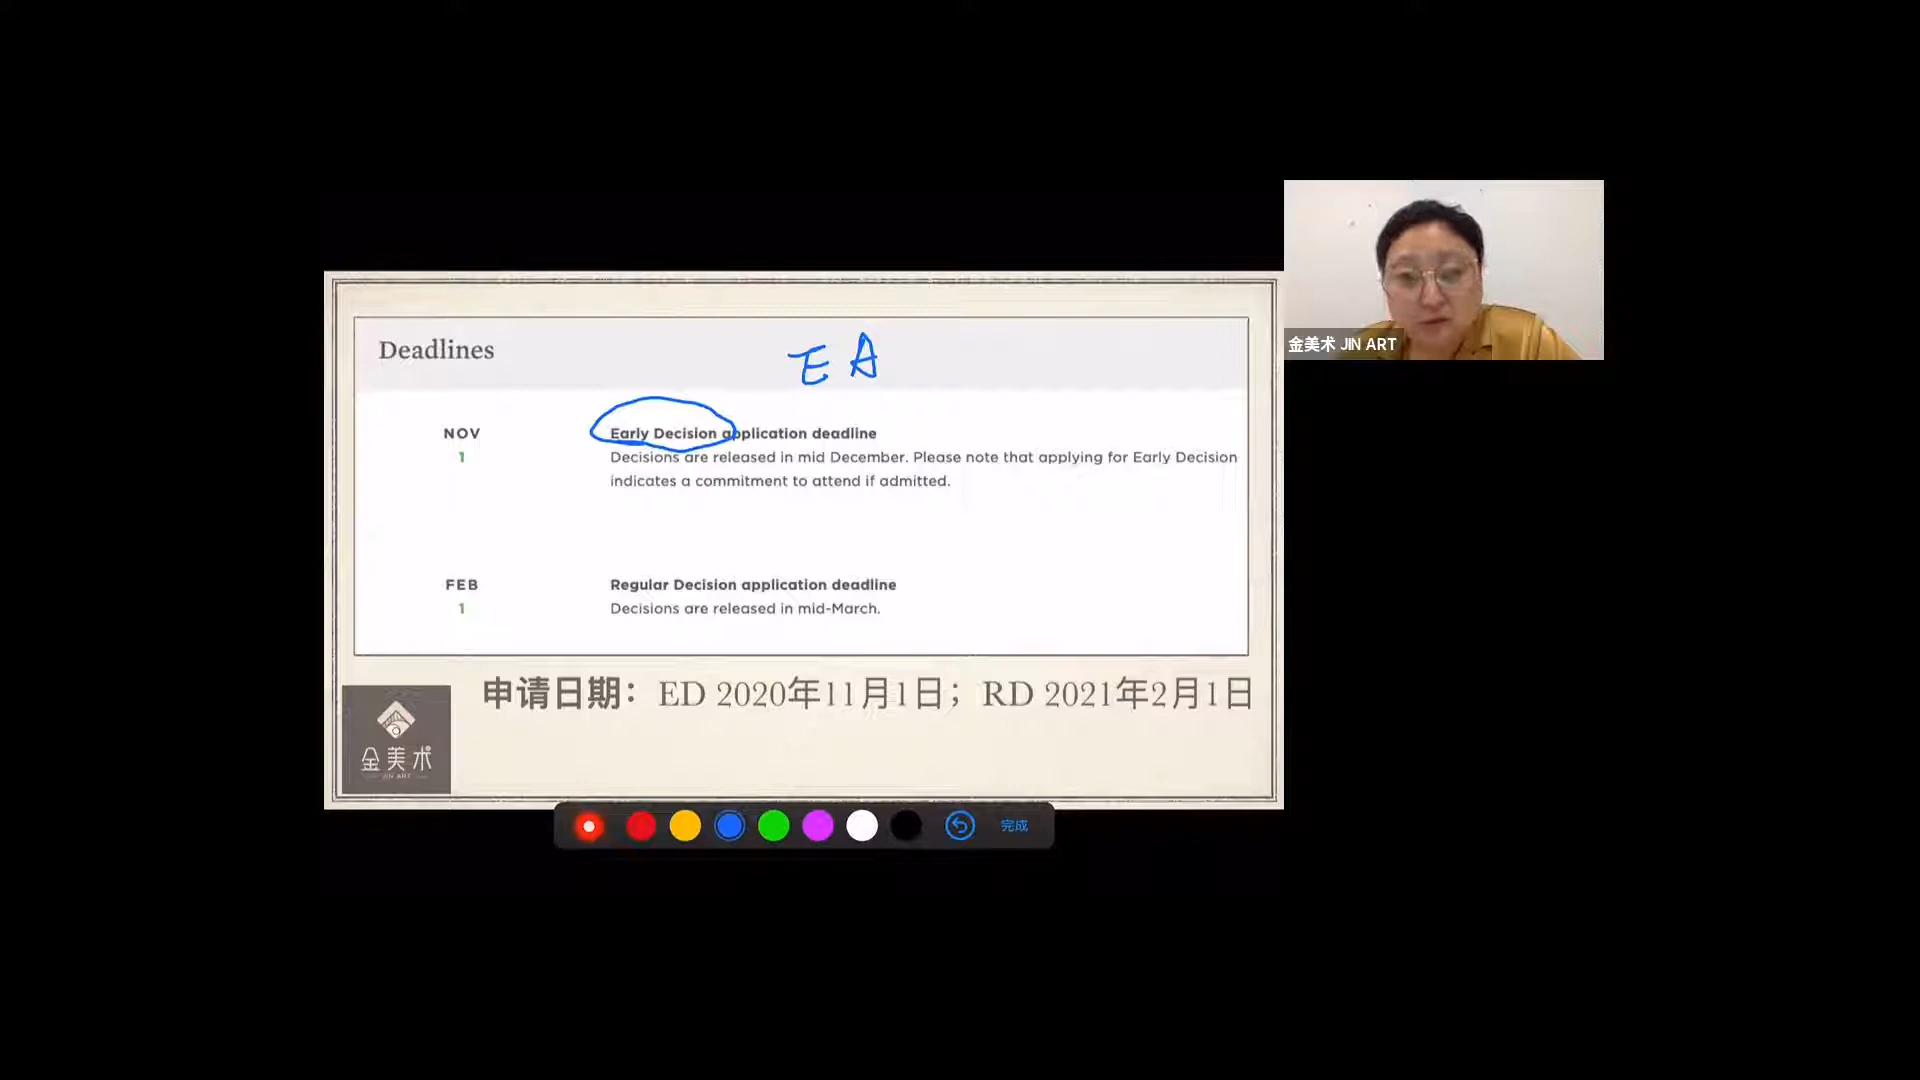 Deadlines
E A
NOV
1
Early Decision application deadline
Decisions are released in mid December. Please note that applying for Early Decision
indicates a commitment to attend if admitted.
FEB
1
Regular Decision application deadline
Decisions are released in mid-March.
申请日期：ED 2020年11月1日；RD 2021年2月1日
金美术
JIN ART
完成
金美术 JIN ART